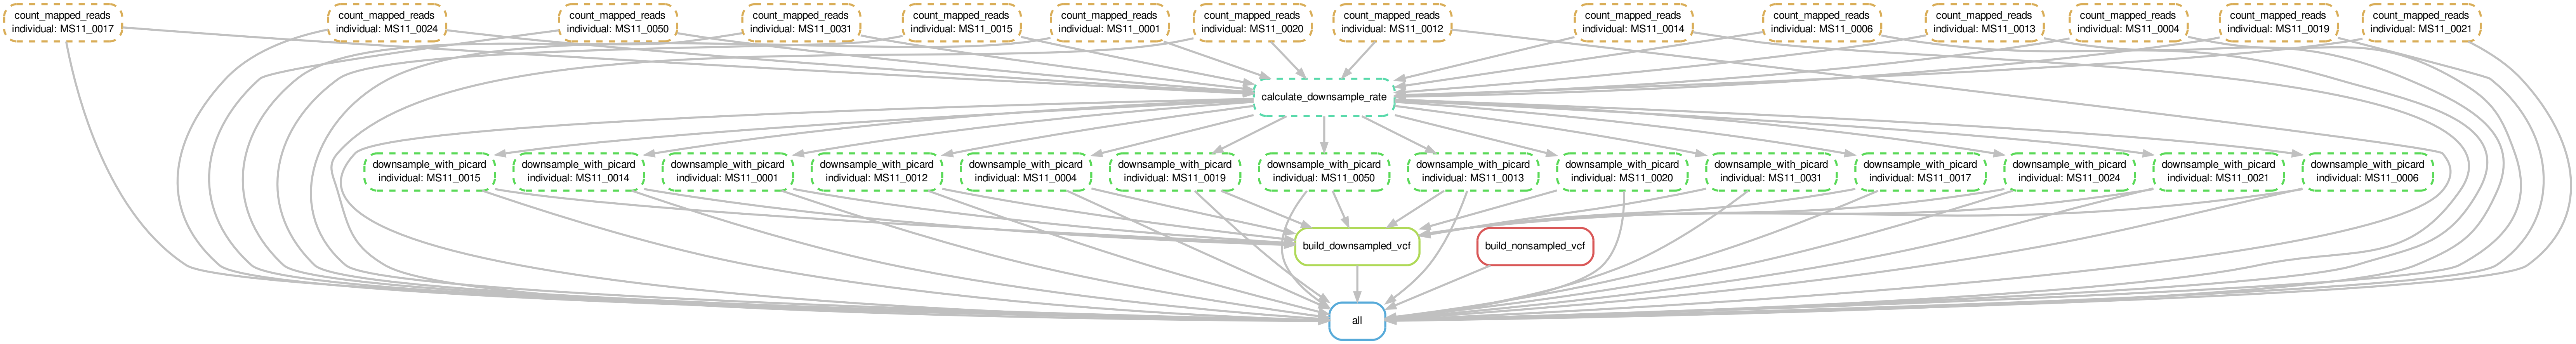 count_mapped_reads
individual: MS11_0017
count_mapped_reads
individual: MS11_0024
count_mapped_reads
individual: MS11_0050
count_mapped_reads
individual: MS11_0031
count_mapped_reads
individual: MS11_0015
count_mapped_reads
individual: MS11_0001
count_mapped_reads
individual: MS11_0020
count_mapped_reads
individual: MS11_0012
count_mapped_reads
individual: MS11_0014
count_mapped_reads
individual: MS11_0006
count_mapped_reads
individual: MS11_0013
count_mapped_reads
individual: MS11_0004
count_mapped_reads
individual: MS11_0019
count_mapped_reads
individual: MS11_0021
calculate_downsample_rate
downsample_with_picard
individual: MS11_0015
downsample_with_picard
individual: MS11_0014
downsample_with_picard
individual: MS11_0001
downsample_with_picard
individual: MS11_0012
downsample_with_picard
individual: MS11_0004
downsample_with_picard
individual: MS11_0019
downsample_with_picard
individual: MS11_0050
downsample_with_picard
individual: MS11_0013
downsample_with_picard
individual: MS11_0020
downsample_with_picard
individual: MS11_0031
downsample_with_picard
individual: MS11_0017
downsample_with_picard
individual: MS11_0024
downsample_with_picard
individual: MS11_0021
downsample_with_picard
individual: MS11_0006
build_downsampled_vcf
build_nonsampled_vcf
all